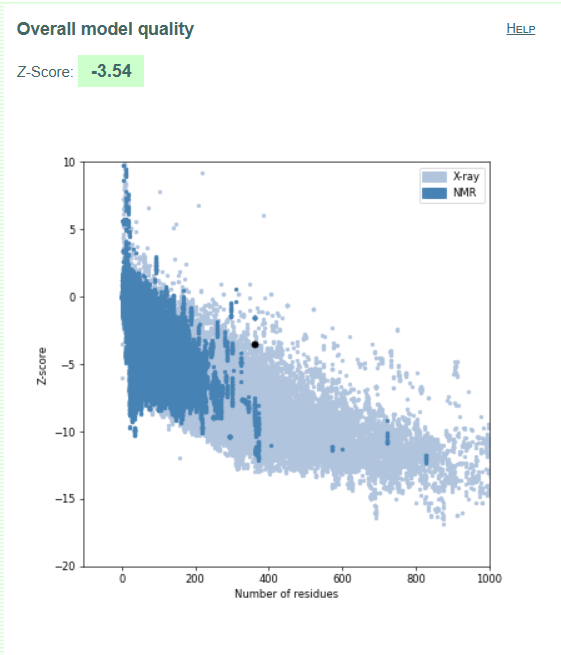 Overall model quality
HELP
Z-Score: -3.54
10
5
0
−5
−10
−15
−20
Z-score
X-ray
NMR
0 200 400 600 800 1000
Number of residues